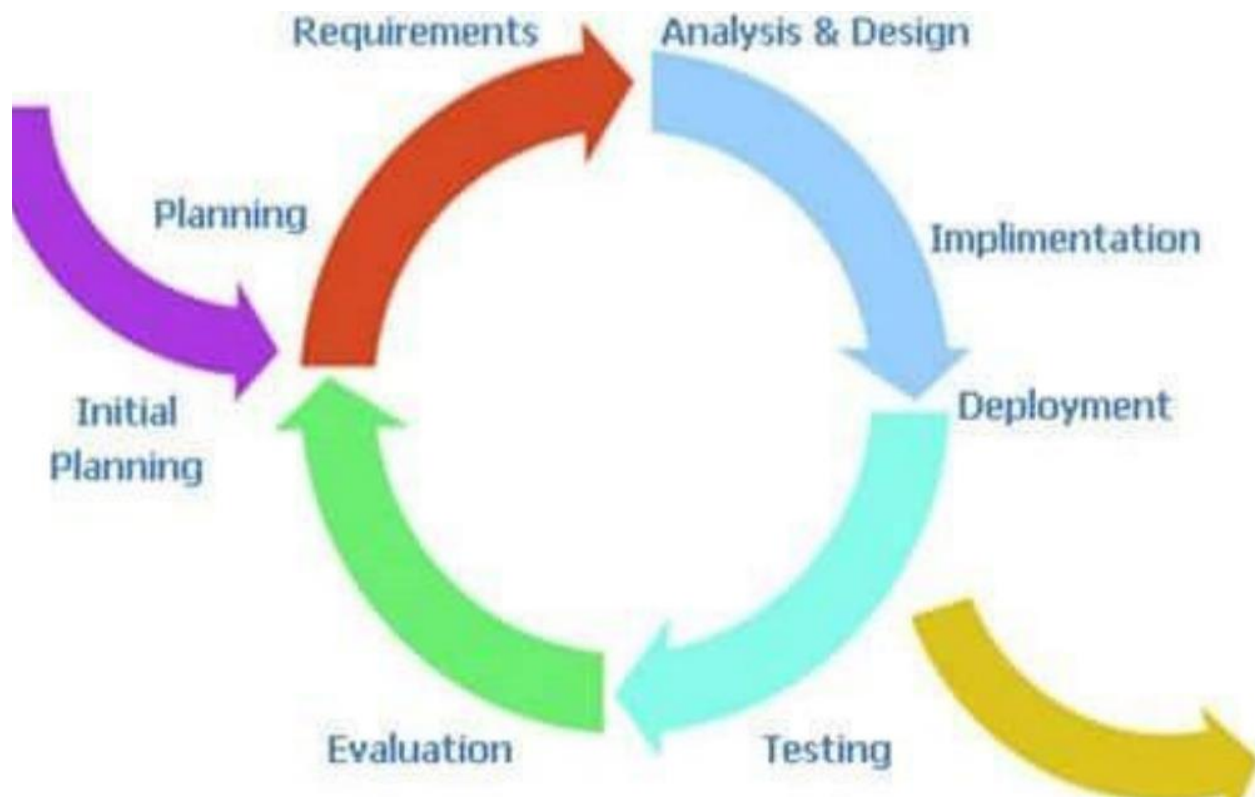 Requirements
Analysis & Design
Planning
Implimentation
Initial
Planning
Deployment
Evaluation
Testing